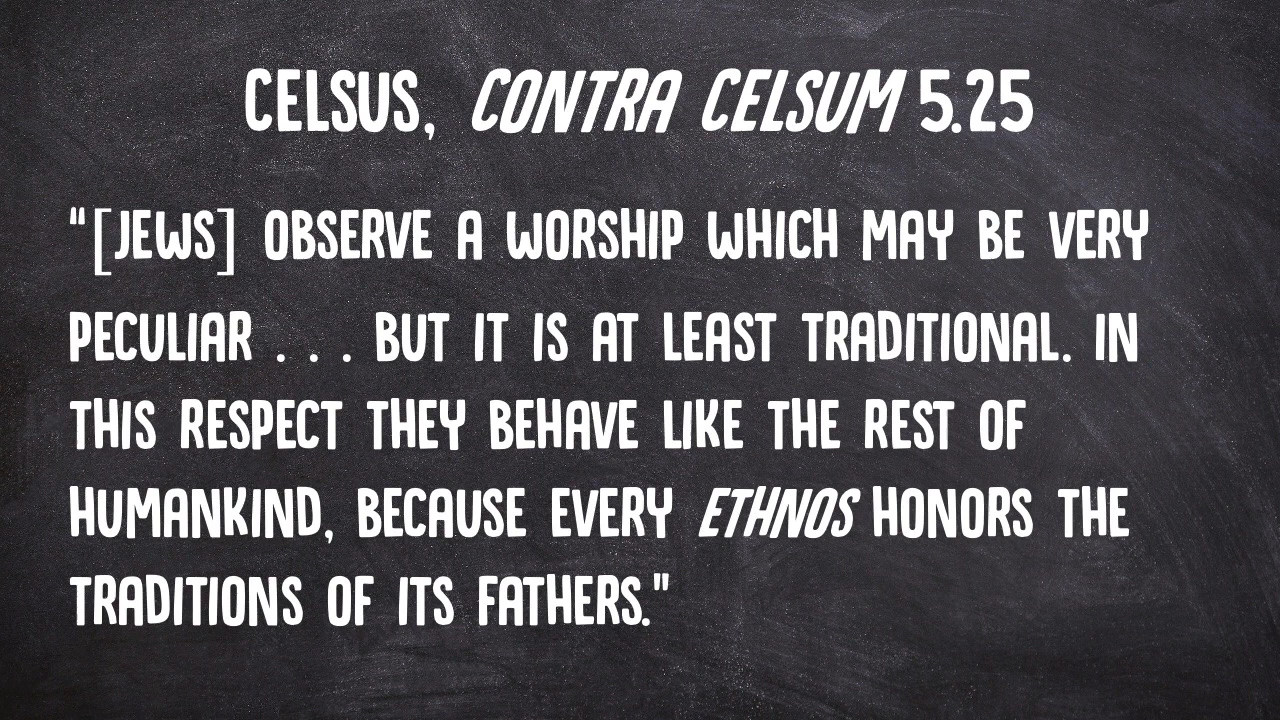 CELSUS, CONTRA CELSUM 5.25
"[JEWS] OBSERVE A WORSHIP WHICH MAY BE VERY
PECULIAR . . . BUT IT IS AT LEAST TRADITIONAL. IN
THIS RESPECT THEY BEHAVE LIKE THE REST OF
HUMANKIND, BECAUSE EVERY ETHNOS HONORS THE
TRADITIONS OF ITS FATHERS."